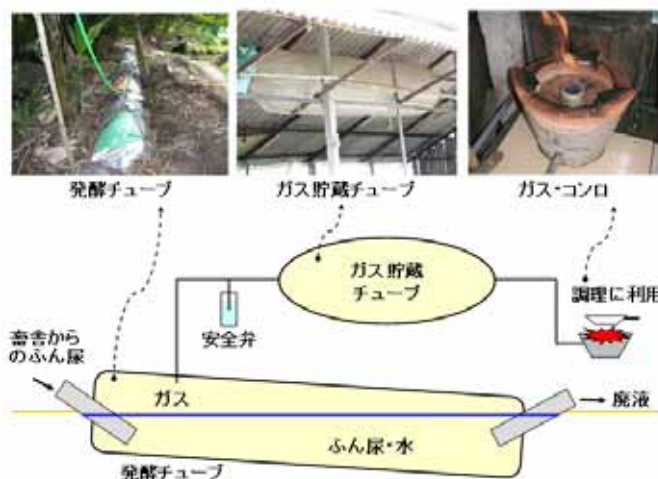 発酵チューブ
ガス貯蔵チューブ
ガス・コンロ
ガス貯蔵
チューブ
調理に利用
安全弁
畜舎から
のふん尿
ガス
廃液
ふん尿・水
発酵チューブ